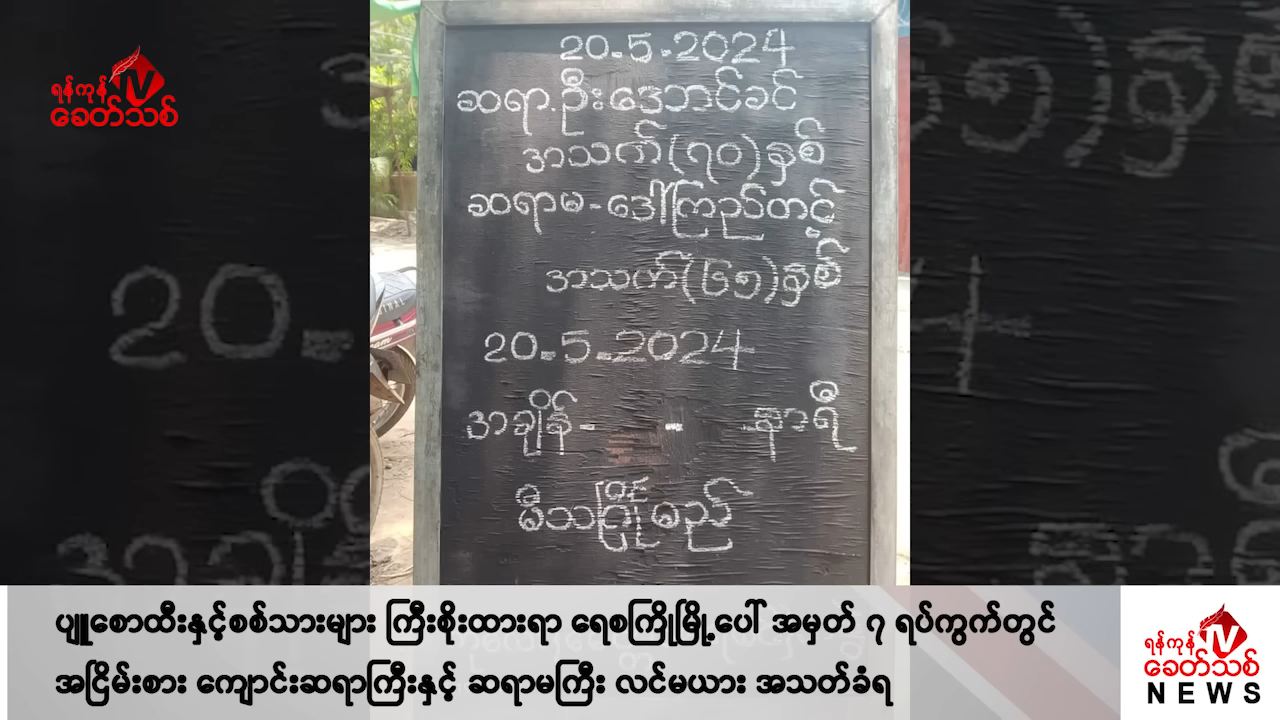 20-5-2024
ဆရာ.ဦးအောင်ခင်
အသက်(၇၀)နှစ်
ဆရာမ-ဒေါ်ကြည်တင့်
အသက်(၆၅)နှစ်
20-5-2024
အချိန်- - -နာရီ
မီးသဂြိုဟ်မည်
ရန်ကုန်
ခေတ်သစ်
TV
ပျူစောထီးနှင့်စစ်သားများ ကြီးစိုးထားရာ ရေစကြိုမြို့ပေါ် အမှတ် ၇ ရပ်ကွက်တွင်
အငြိမ်းစား ကျောင်းဆရာကြီးနှင့် ဆရာမကြီး လင်မယား အသတ်ခံရ
ရန်ကုန်
ခေတ်သစ်
TV
NEWS